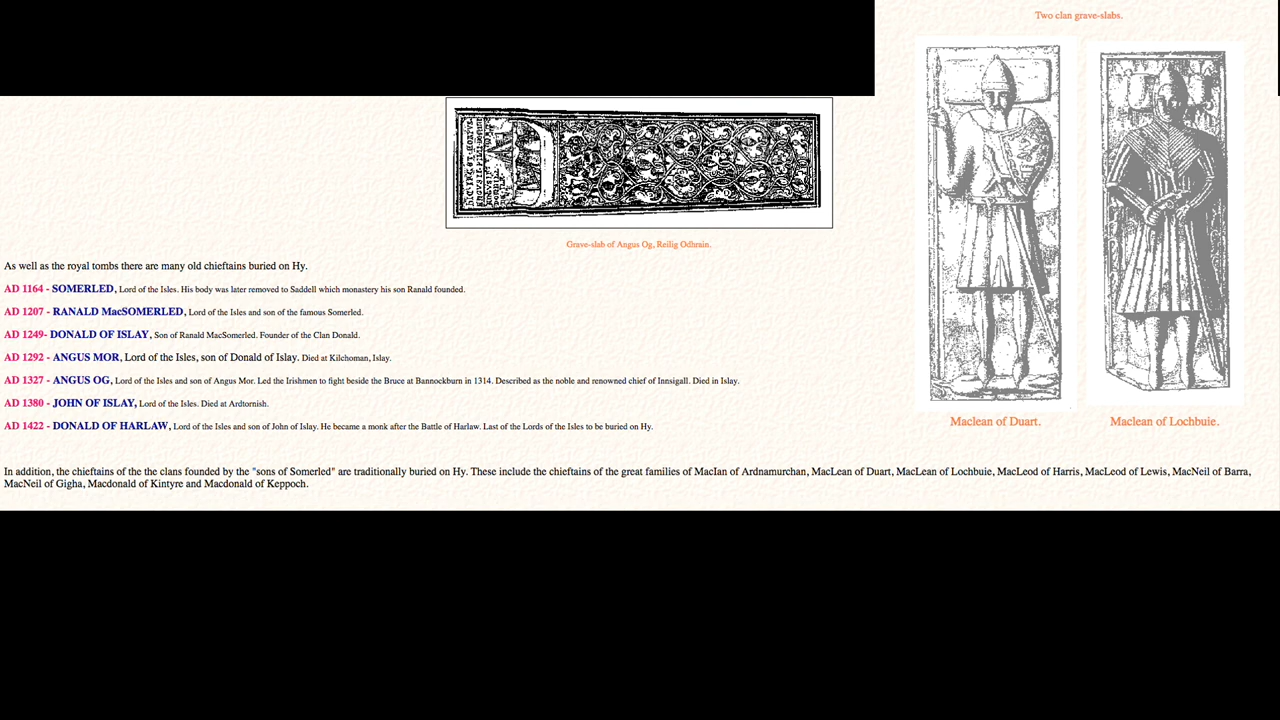 Two clan grave-slabs.
Grave-slab of Angus Og, Reilig Odhrain.
As well as the royal tombs there are many old chieftains buried on Hy.
AD 1164 - SOMERLED, Lord of the Isles. His body was later removed to Saddell which monastery his son Ranald founded.
AD 1207 - RANALD MacSOMERLED, Lord of the Isles and son of the famous Somerled.
AD 1249- DONALD OF ISLAY, Son of Ranald MacSomerled. Founder of the Clan Donald.
AD 1292 - ANGUS MOR, Lord of the Isles, son of Donald of Islay. Died at Kilchoman, Islay.
AD 1327 - ANGUS OG, Lord of the Isles and son of Angus Mor. Led the Irishmen to fight beside the Bruce at Bannockburn in 1314. Described as the noble and renowned chief of Innsigall. Died in Islay.
AD 1380 - JOHN OF ISLAY, Lord of the Isles. Died at Ardtornish.
AD 1422 - DONALD OF HARLAW, Lord of the Isles and son of John of Islay. He became a monk after the Battle of Harlaw. Last of the Lords of the Isles to be buried on Hy.
Maclean of Duart.
Maclean of Lochbuie.
In addition, the chieftains of the the clans founded by the "sons of Somerled" are traditionally buried on Hy. These include the chieftains of the great families of MacIan of Ardnamurchan, MacLean of Duart, MacLean of Lochbuie, MacLeod of Harris, MacLeod of Lewis, MacNeil of Barra,
MacNeil of Gigha, Macdonald of Kintyre and Macdonald of Keppoch.